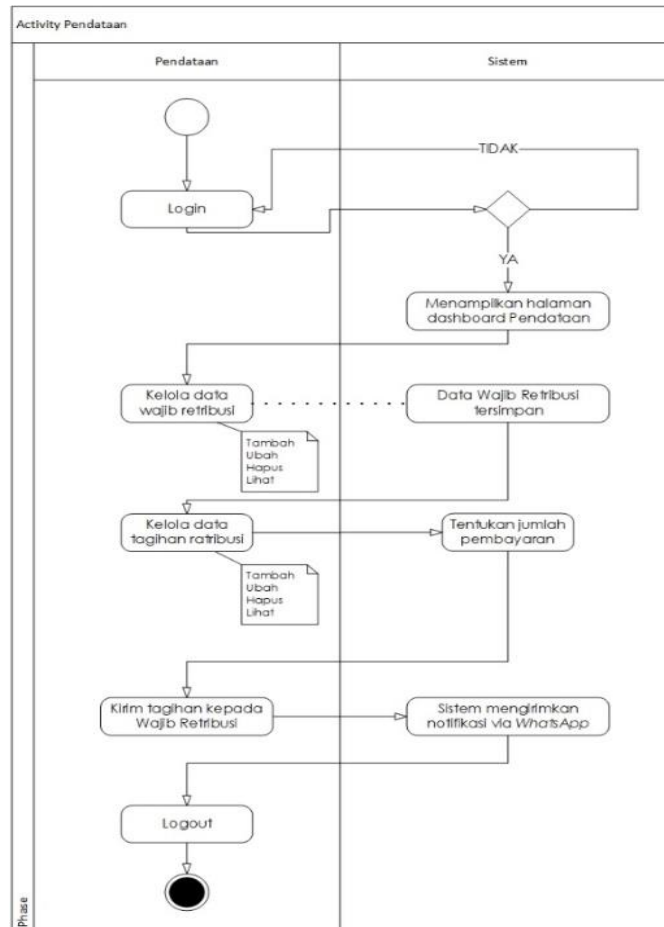 Activity Pendataan
Pendataan
Sistem
TIDAK
Login
YA
Menampilkan halaman
dashboard Pendataan
Kelola data
wajib retribusi
Data Wajib Retribusi
tersimpan
Tambah
Ubah
Hapus
Lihat
Kelola data
tagihan ratribusi
Tentukan jumlah
pembayaran
Tambah
Ubah
Hapus
Lihat
Kirim tagihan kepada
Wajib Retribusi
Sistem mengirimkan
notifikasi via WhatsApp
Logout
Phase